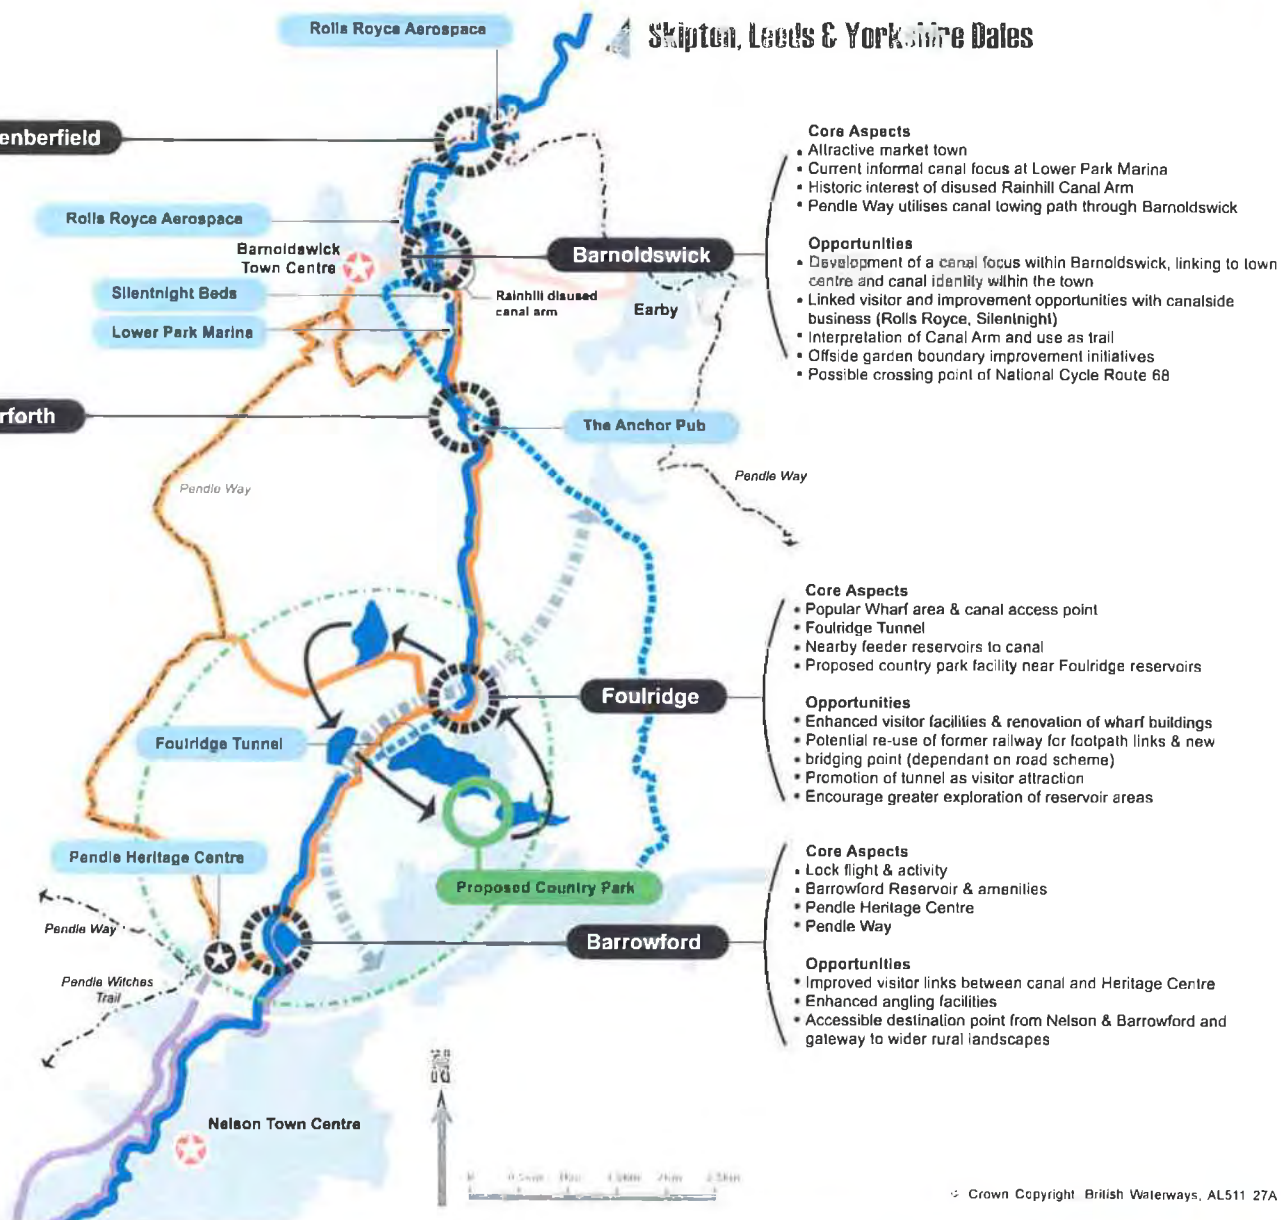 Rolls Royce Aerospace
Skipton, Leeds & Yorkshire Dales
enberfield
Core Aspects
• Attractive market town
• Current informal canal focus at Lower Park Marina
• Historic interest of disused Rainhill Canal Arm
• Pendle Way utilises canal towing path through Barnoldswick
Rolls Royce Aerospace
Barnoldswick
Town Centre
Barnoldswick
Opportunities
• Development of a canal focus within Barnoldswick, linking to town
centre and canal identity within the town
• Linked visitor and improvement opportunities with canalside
business (Rolls Royce, Silentnight)
• Interpretation of Canal Arm and use as trail
• Offside garden boundary improvement initiatives
• Possible crossing point of National Cycle Route 68
Silentnight Beds
Rainhill disused
canal arm
Earby
Lower Park Marina
rforth
The Anchor Pub
Pendle Way
Pendle Way
Core Aspects
• Popular Wharf area & canal access point
• Foulridge Tunnel
• Nearby feeder reservoirs to canal
• Proposed country park facility near Foulridge reservoirs
Foulridge
Opportunities
• Enhanced visitor facilities & renovation of wharf buildings
• Potential re-use of former railway for footpath links & new
• bridging point (dependant on road scheme)
• Promotion of tunnel as visitor attraction
• Encourage greater exploration of reservoir areas
Foulridge Tunnel
Pendle Heritage Centre
Proposed Country Park
Core Aspects
• Lock flight & activity
• Barrowford Reservoir & amenities
• Pendle Heritage Centre
• Pendle Way
Barrowford
Opportunities
• Improved visitor links between canal and Heritage Centre
• Enhanced angling facilities
• Accessible destination point from Nelson & Barrowford and
gateway to wider rural landscapes
Pendle Way
Pendle Witches
Trail
Nelson Town Centre
Crown Copyright British Waterways, AL511 27A